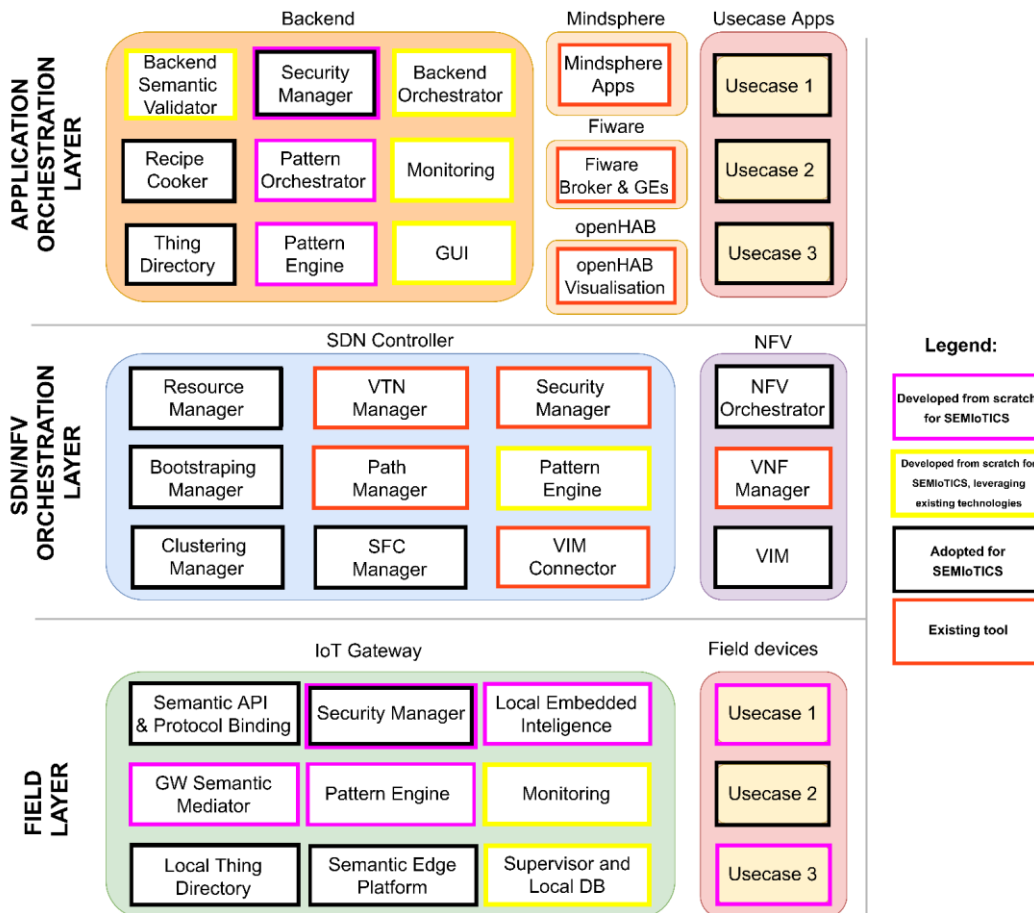 Backend
Mindsphere
Usecase Apps
APPLICATION
ORCHESTRATION
LAYER
Backend
Semantic
Validator
Security
Manager
Backend
Orchestrator
Mindsphere
Apps
Usecase 1
Fiware
Recipe
Cooker
Pattern
Orchestrator
Monitoring
Fiware
Broker & GEs
Usecase 2
openHAB
Thing
Directory
Pattern
Engine
GUI
openHAB
Visualisation
Usecase 3
SDN Controller
NFV
SDN/NFV
ORCHESTRATION
LAYER
Resource
Manager
VTN
Manager
Security
Manager
NFV
Orchestrator
Bootstraping
Manager
Path
Manager
Pattern
Engine
VNF
Manager
Clustering
Manager
SFC
Manager
VIM
Connector
VIM
IoT Gateway
Field devices
FIELD
LAYER
Semantic API
& Protocol Binding
Security Manager
Local Embedded
Inteligence
Usecase 1
GW Semantic
Mediator
Pattern Engine
Monitoring
Usecase 2
Local Thing
Directory
Semantic Edge
Platform
Supervisor and
Local DB
Usecase 3
Legend:
Developed from scratch
for SEMIoTICS
Developed from scratch for
SEMIoTICS, leveraging
existing technologies
Adopted for
SEMIoTICS
Existing tool